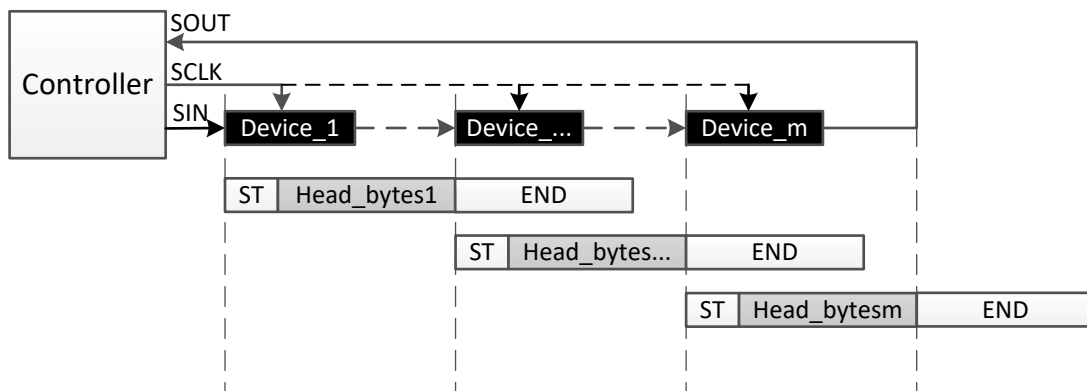 SOUT
Controller
SCLK
SIN
Device_1
Device_...
Device_m
ST Head_bytes1 END
ST Head_bytes... END
ST Head_bytesm END